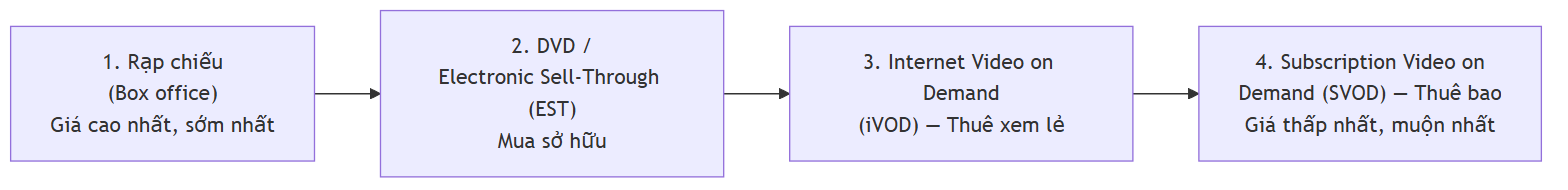 1. Rạp chiếu
(Box office)
Giá cao nhất, sớm nhất
2. DVD /
Electronic Sell-Through
(EST)
Mua sở hữu
3. Internet Video on
Demand
(iVOD) — Thuê xem lẻ
4. Subscription Video on
Demand (SVOD) — Thuê bao
Giá thấp nhất, muộn nhất